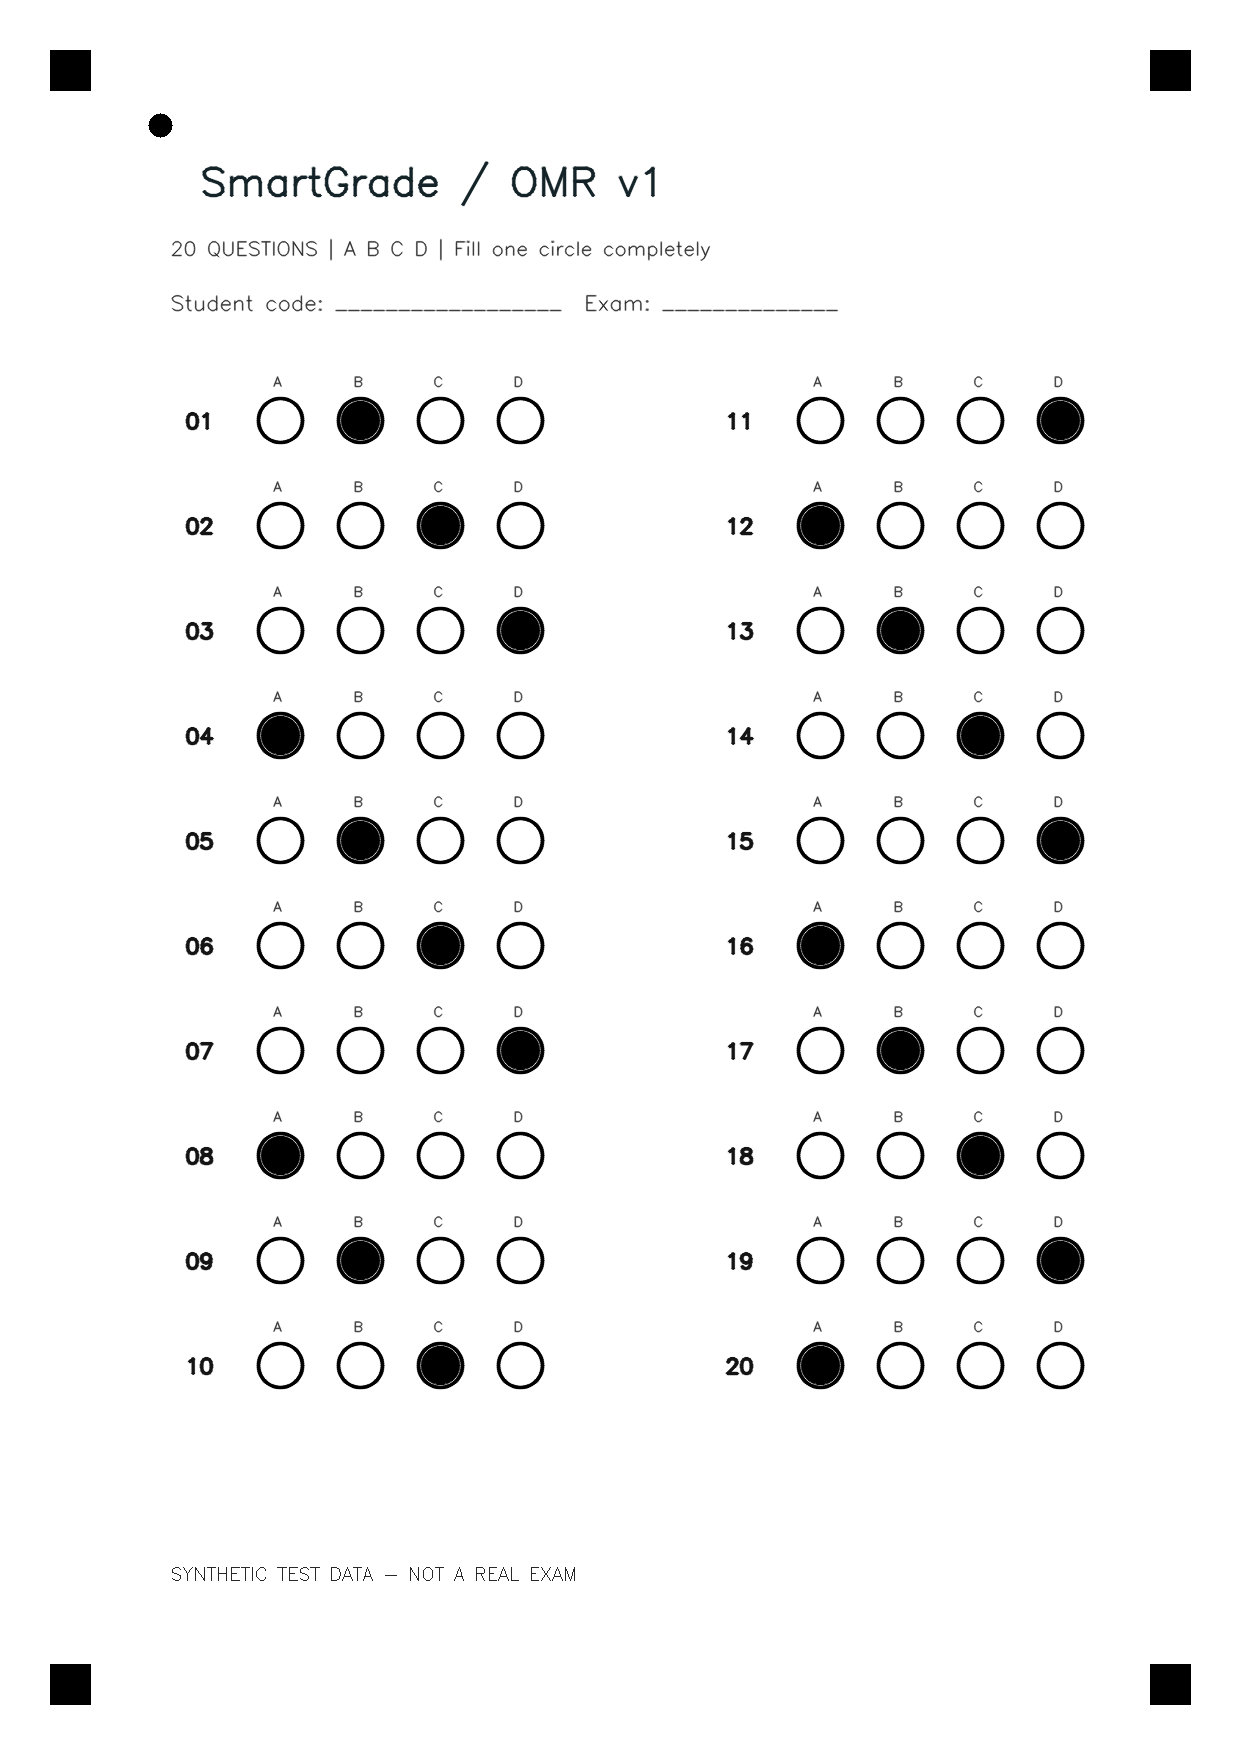 SmartGrade / OMR v1
20 QUESTIONS | A B C D | Fill one circle completely
Student code: __________________ Exam: ______________
A B C D
01
A B C D
02
A B C D
03
A B C D
04
A B C D
05
A B C D
06
A B C D
07
A B C D
08
A B C D
09
A B C D
10
A B C D
11
A B C D
12
A B C D
13
A B C D
14
A B C D
15
A B C D
16
A B C D
17
A B C D
18
A B C D
19
A B C D
20
SYNTHETIC TEST DATA — NOT A REAL EXAM